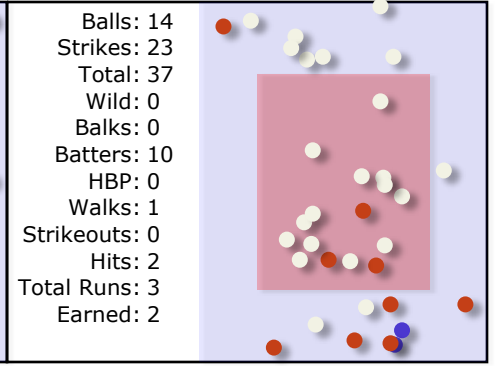 Balls: 14
Strikes: 23
Total: 37
Wild: 0
Balks: 0
Batters: 10
HBP: 0
Walks: 1
Strikeouts: 0
Hits: 2
Total Runs: 3
Earned: 2